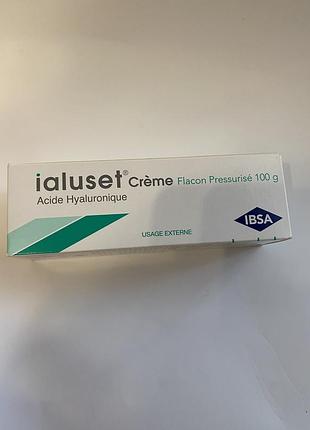 ialuset® Crème Flacon Pressurisé 100 g
Acide Hyaluronique
IBSA
USAGE EXTERNE